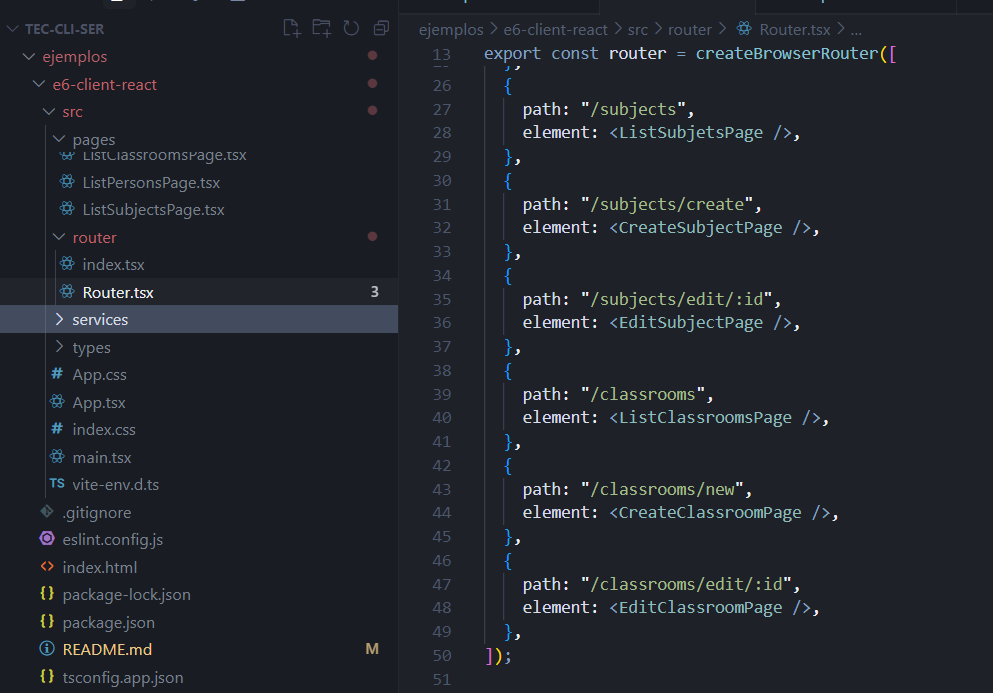 TEC-CLI-SER
ejemplos
e6-client-react
src
pages
ListClassroomsPage.tsx
ListPersonsPage.tsx
ListSubjectsPage.tsx
router
index.tsx
Router.tsx 3
services
types
# App.css
App.tsx
# index.css
main.tsx
TS vite-env.d.ts
.gitignore
eslint.config.js
<> index.html
{} package-lock.json
{} package.json
README.md M
{} tsconfig.app.json
ejemplos > e6-client-react > src > router > Router.tsx > ...
13 export const router = createBrowserRouter([
},
26 {
27 path: "/subjects",
28 element: <ListSubjetsPage />,
29 },
30 {
31 path: "/subjects/create",
32 element: <CreateSubjectPage />,
33 },
34 {
35 path: "/subjects/edit/:id",
36 element: <EditSubjectPage />,
37 },
38 {
39 path: "/classrooms",
40 element: <ListClassroomsPage />,
41 },
42 {
43 path: "/classrooms/new",
44 element: <CreateClassroomPage />,
45 },
46 {
47 path: "/classrooms/edit/:id",
48 element: <EditClassroomPage />,
49 },
50 ]);
51